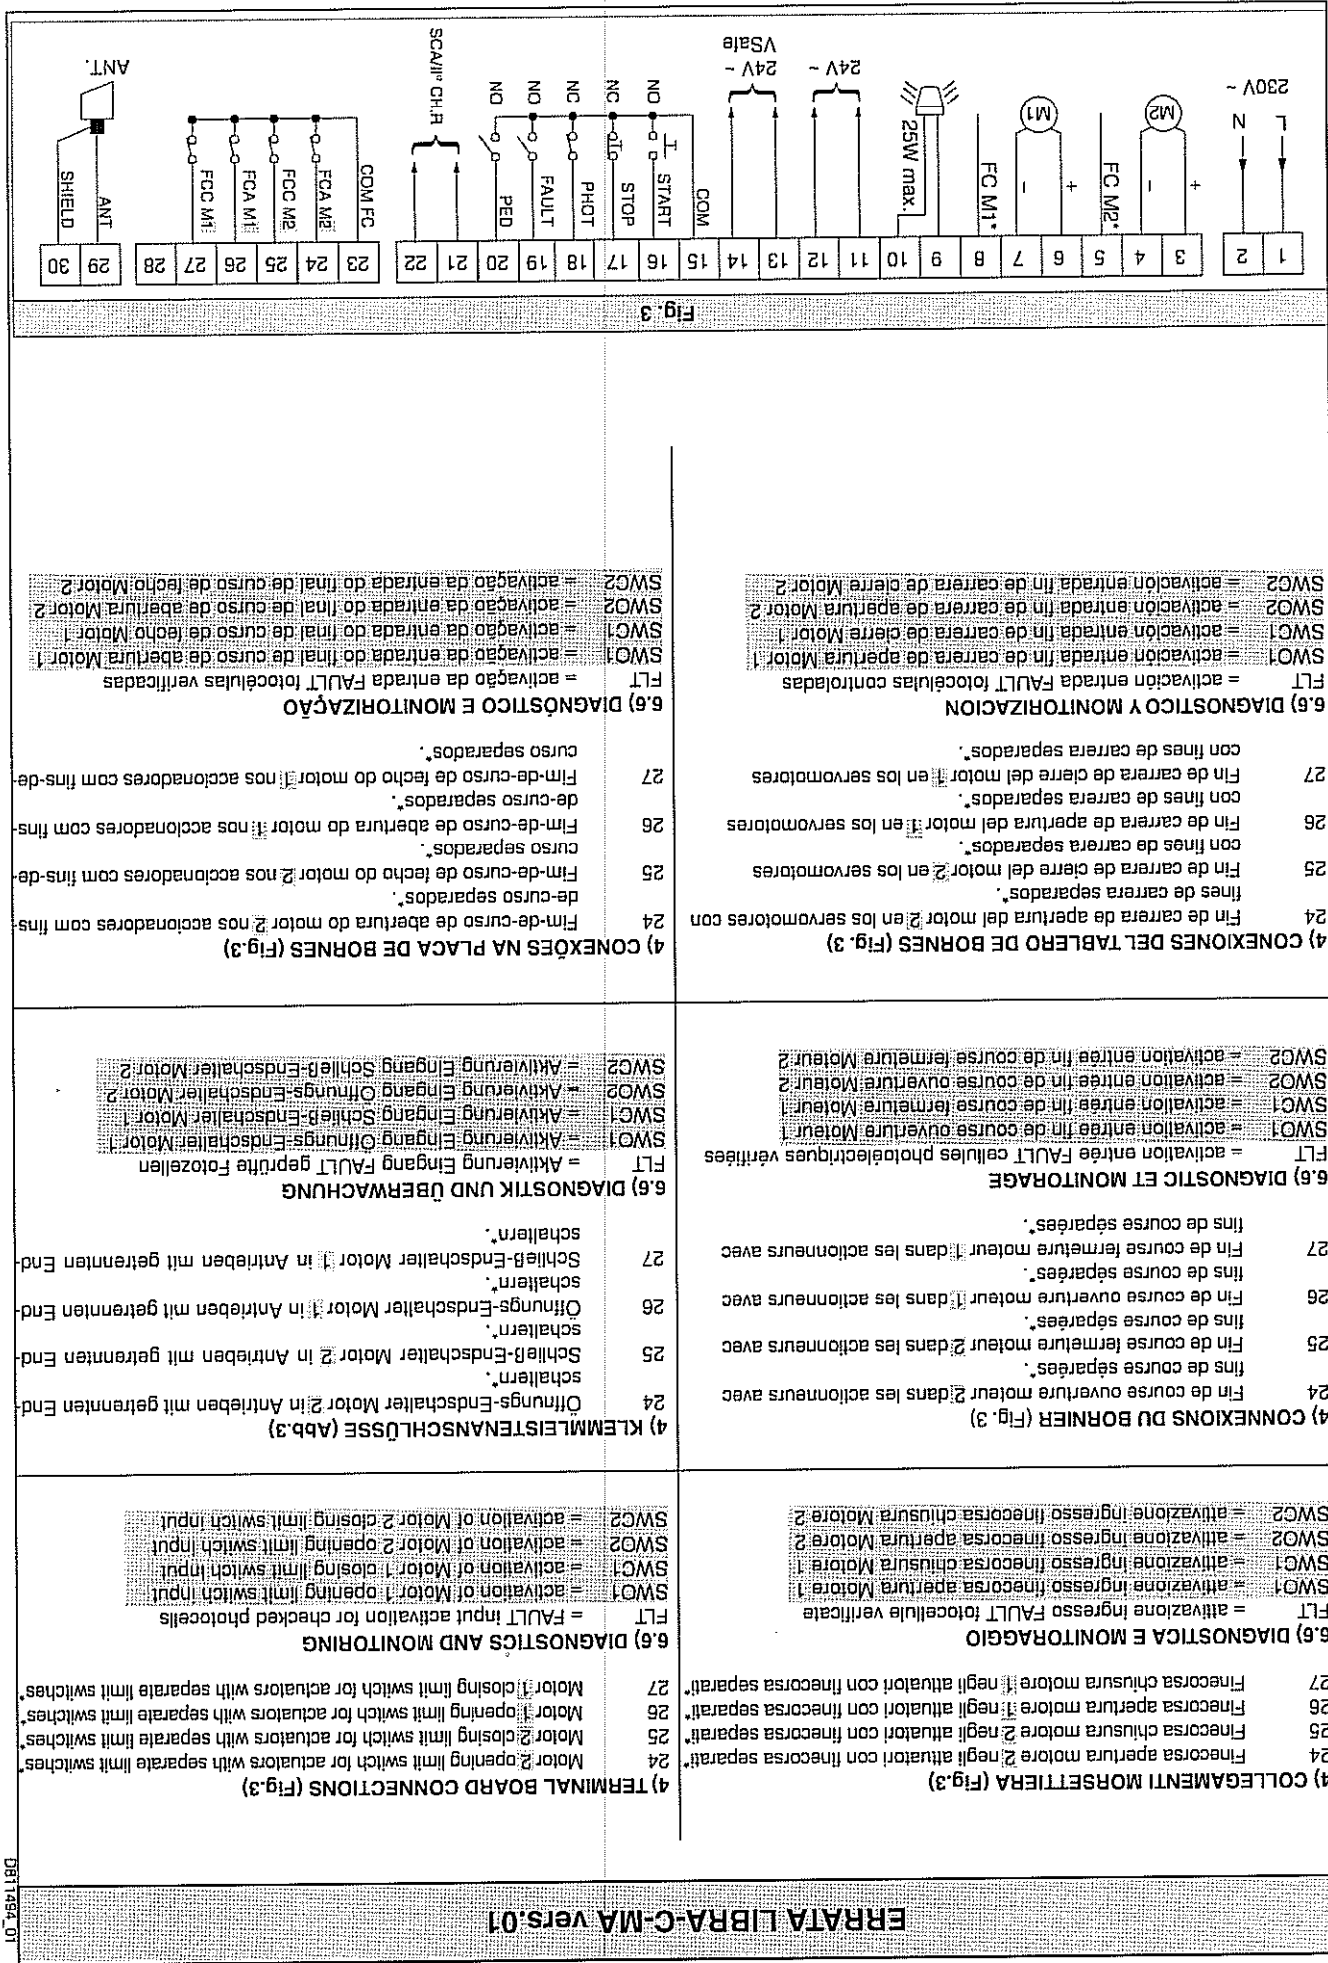 ERRATA LIBRA-C-MA vers.01
D811494_01
4) COLLEGAMENTI MORSETTIERA (Fig.3)
24 Finecorsa apertura motore 2 negli attuatori con finecorsa separati*
25 Finecorsa chiusura motore 2 negli attuatori con finecorsa separati*
26 Finecorsa apertura motore 1 negli attuatori con finecorsa separati*
27 Finecorsa chiusura motore 1 negli attuatori con finecorsa separati*
6.6) DIAGNOSTICA E MONITORAGGIO
FLT = attivazione ingresso FAULT fotocellule verificate
SWO1 = attivazione ingresso finecorsa apertura Motore 1
SWC1 = attivazione ingresso finecorsa chiusura Motore 1
SWO2 = attivazione ingresso finecorsa apertura Motore 2
SWC2 = attivazione ingresso finecorsa chiusura Motore 2
4) TERMINAL BOARD CONNECTIONS (Fig.3)
24 Motor 2 opening limit switch for actuators with separate limit switches*
25 Motor 2 closing limit switch for actuators with separate limit switches*
26 Motor 1 opening limit switch for actuators with separate limit switches*
27 Motor 1 closing limit switch for actuators with separate limit switches*
6.6) DIAGNOSTICS AND MONITORING
FLT = FAULT input activation for checked photocells
SWO1 = activation of Motor 1 opening limit switch input
SWC1 = activation of Motor 1 closing limit switch input
SWO2 = activation of Motor 2 opening limit switch input
SWC2 = activation of Motor 2 closing limit switch input
4) CONNEXIONS DU BORNIER (Fig. 3)
24 Fin de course ouverture moteur 2 dans les actionneurs avec
fins de course séparées*.
25 Fin de course fermeture moteur 2 dans les actionneurs avec
fins de course séparées*.
26 Fin de course ouverture moteur 1 dans les actionneurs avec
fins de course séparées*.
27 Fin de course fermeture moteur 1 dans les actionneurs avec
fins de course séparées*.
6.6) DIAGNOSTIC ET MONITORAGE
FLT = activation entrée FAULT cellules photoélectriques vérifiées
SWO1 = activation entrée fin de course ouverture Moteur 1
SWC1 = activation entrée fin de course fermeture Moteur 1
SWO2 = activation entrée fin de course ouverture Moteur 2
SWC2 = activation entrée fin de course fermeture Moteur 2
4) KLEMMLEISTENANSCHLÜSSE (Abb.3)
24 Öffnungs-Endschalter Motor 2 in Antrieben mit getrennten End-
schaltern*.
25 Schließ-Endschalter Motor 2 in Antrieben mit getrennten End-
schaltern*.
26 Öffnungs-Endschalter Motor 1 in Antrieben mit getrennten End-
schaltern*.
27 Schließ-Endschalter Motor 1 in Antrieben mit getrennten End-
schaltern*.
6.6) DIAGNOSTIK UND ÜBERWACHUNG
FLT = Aktivierung Eingang FAULT geprüfte Fotozellen
SWO1 = Aktivierung Eingang Öffnungs-Endschalter Motor 1
SWC1 = Aktivierung Eingang Schließ-Endschalter Motor 1
SWO2 = Aktivierung Eingang Öffnungs-Endschalter Motor 2
SWC2 = Aktivierung Eingang Schließ-Endschalter Motor 2
4) CONEXIONES DEL TABLERO DE BORNES (Fig. 3)
24 Fin de carrera de apertura del motor 2 en los servomotores con
fines de carrera separados*.
25 Fin de carrera de cierre del motor 2 en los servomotores
con fines de carrera separados*.
26 Fin de carrera de apertura del motor 1 en los servomotores
con fines de carrera separados*.
27 Fin de carrera de cierre del motor 1 en los servomotores
con fines de carrera separados*.
6.6) DIAGNOSTICO Y MONITORIZACION
FLT = activación entrada FAULT fotocélulas controladas
SWO1 = activación entrada fin de carrera de apertura Motor 1
SWC1 = activación entrada fin de carrera de cierre Motor 1
SWO2 = activación entrada fin de carrera de apertura Motor 2
SWC2 = activación entrada fin de carrera de cierre Motor 2
4) CONEXÕES NA PLACA DE BORNES (Fig.3)
24 Fim-de-curso de abertura do motor 2 nos accionadores com fins-
de-curso separados*.
25 Fim-de-curso de fecho do motor 2 nos accionadores com fins-de-
curso separados*.
26 Fim-de-curso de abertura do motor 1 nos accionadores com fins-
de-curso separados*.
27 Fim-de-curso de fecho do motor 1 nos accionadores com fins-de-
curso separados*.
6.6) DIAGNÓSTICO E MONITORIZAÇÃO
FLT = activação da entrada FAULT fotocélulas verificadas
SWO1 = activação da entrada do final de curso de abertura Motor 1
SWC1 = activação da entrada do final de curso de fecho Motor 1
SWO2 = activação da entrada do final de curso de abertura Motor 2
SWC2 = activação da entrada do final de curso de fecho Motor 2
Fig. 3
1 2 3 4 5 6 7 8 9 10 11 12 13 14 15 16 17 18 19 20 21 22 23 24 25 26 27 28 29 30
L N
230V ~
+ - M2
FC M2*
+ - M1
FC M1*
25W max.
24V ~
24V ~
VSafe
COM
START NO
STOP NC
PHOT NC
FAULT NO
PED NO
SCA/II° CH.R
COM FC
FCA M2
FCC M2
FCA M1
FCC M1
ANT
SHIELD
ANT.